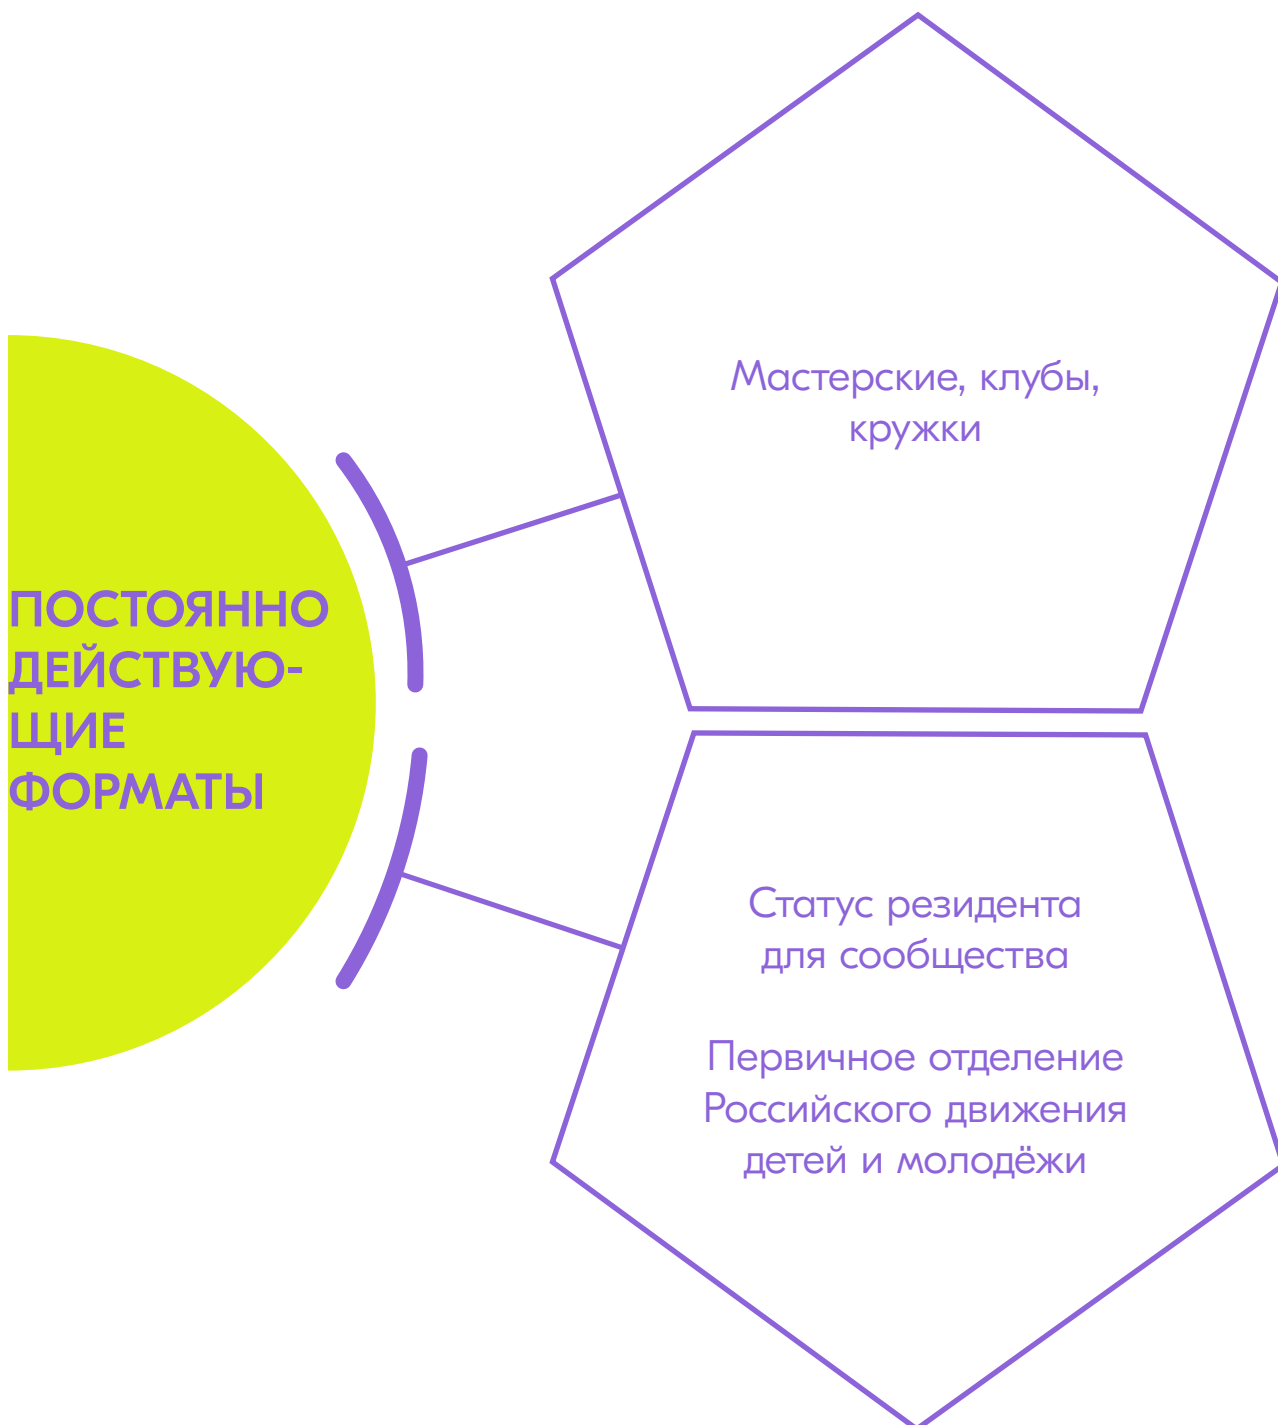 ПОСТОЯННО
ДЕЙСТВУЮ-
ЩИЕ
ФОРМАТЫ
Мастерские, клубы,
кружки
Статус резидента
для сообщества
Первичное отделение
Российского движения
детей и молодёжи